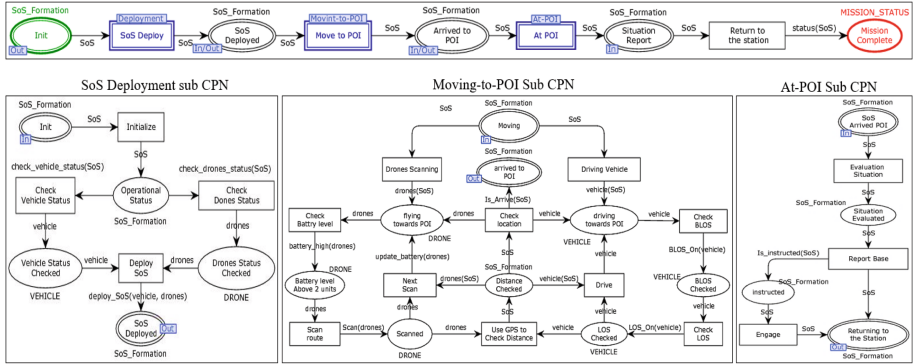 SoS_Formation
Init
Out
SoS
Deployment
SoS Deploy
SoS
SoS_Formation
SoS
Deployed
In/Out
SoS
Movint-to-POI
Move to POI
SoS
SoS_Formation
Arrived to
POI
In/Out
SoS
At-POI
At POI
SoS
SoS_Formation
Situation
Report
In
SoS
Return to
the station
status(SoS)
MISSION_STATUS
Mission
Complete
SoS Deployment sub CPN
SoS_Formation
Init
In
SoS
Initialize
SoS
check_vehicle_status(SoS)
check_drones_status(SoS)
Check
Vehicle Status
Operational
Status
SoS_Formation
Check
Dones Status
vehicle
drones
Vehicle Status
Checked
VEHICLE
vehicle
Deploy
SoS
drones
Drones Status
Checked
DRONE
deploy_SoS(vehicle, drones)
SoS
Deployed
Out
SoS_Formation
Moving-to-POI Sub CPN
SoS_Formation
Moving
In
SoS
SoS
Drones Scanning
SoS_Formation
arrived to
POI
Out
Driving Vehicle
drones(SoS)
Is_Arrive(SoS)
vehicle(SoS)
Check
Battry level
drones
flying
towards POI
DRONE
drones
Check
location
vehicle
driving
towards POI
VEHICLE
vehicle
Check
BLOS
battery_high(drones)
update_battery(drones)
SoS
vehicle
BLOS_On(vehicle)
DRONE
Battery level
Above 2 units
Next
Scan
drones(SoS)
SoS_Formation
Distance
Checked
vehicle(SoS)
Drive
VEHICLE
BLOS
Checked
drones
drones
SoS
vehicle
vehicle
Scan
route
Scan(drones)
Scanned
DRONE
drones
Use GPS to
Check Distance
vehicle
LOS
Checked
VEHICLE
LOS_On(vehicle)
Check
LOS
At-POI Sub CPN
SoS_Formation
SoS
Arrived POI
In
SoS
Evaluation
Situation
SoS
SoS_Formation
Situation
Evaluated
SoS
Is_instructed(SoS)
Report Base
SoS_Formation
instructed
SoS
SoS
Engage
SoS
Returning to
the Station
Out
SoS_Formation